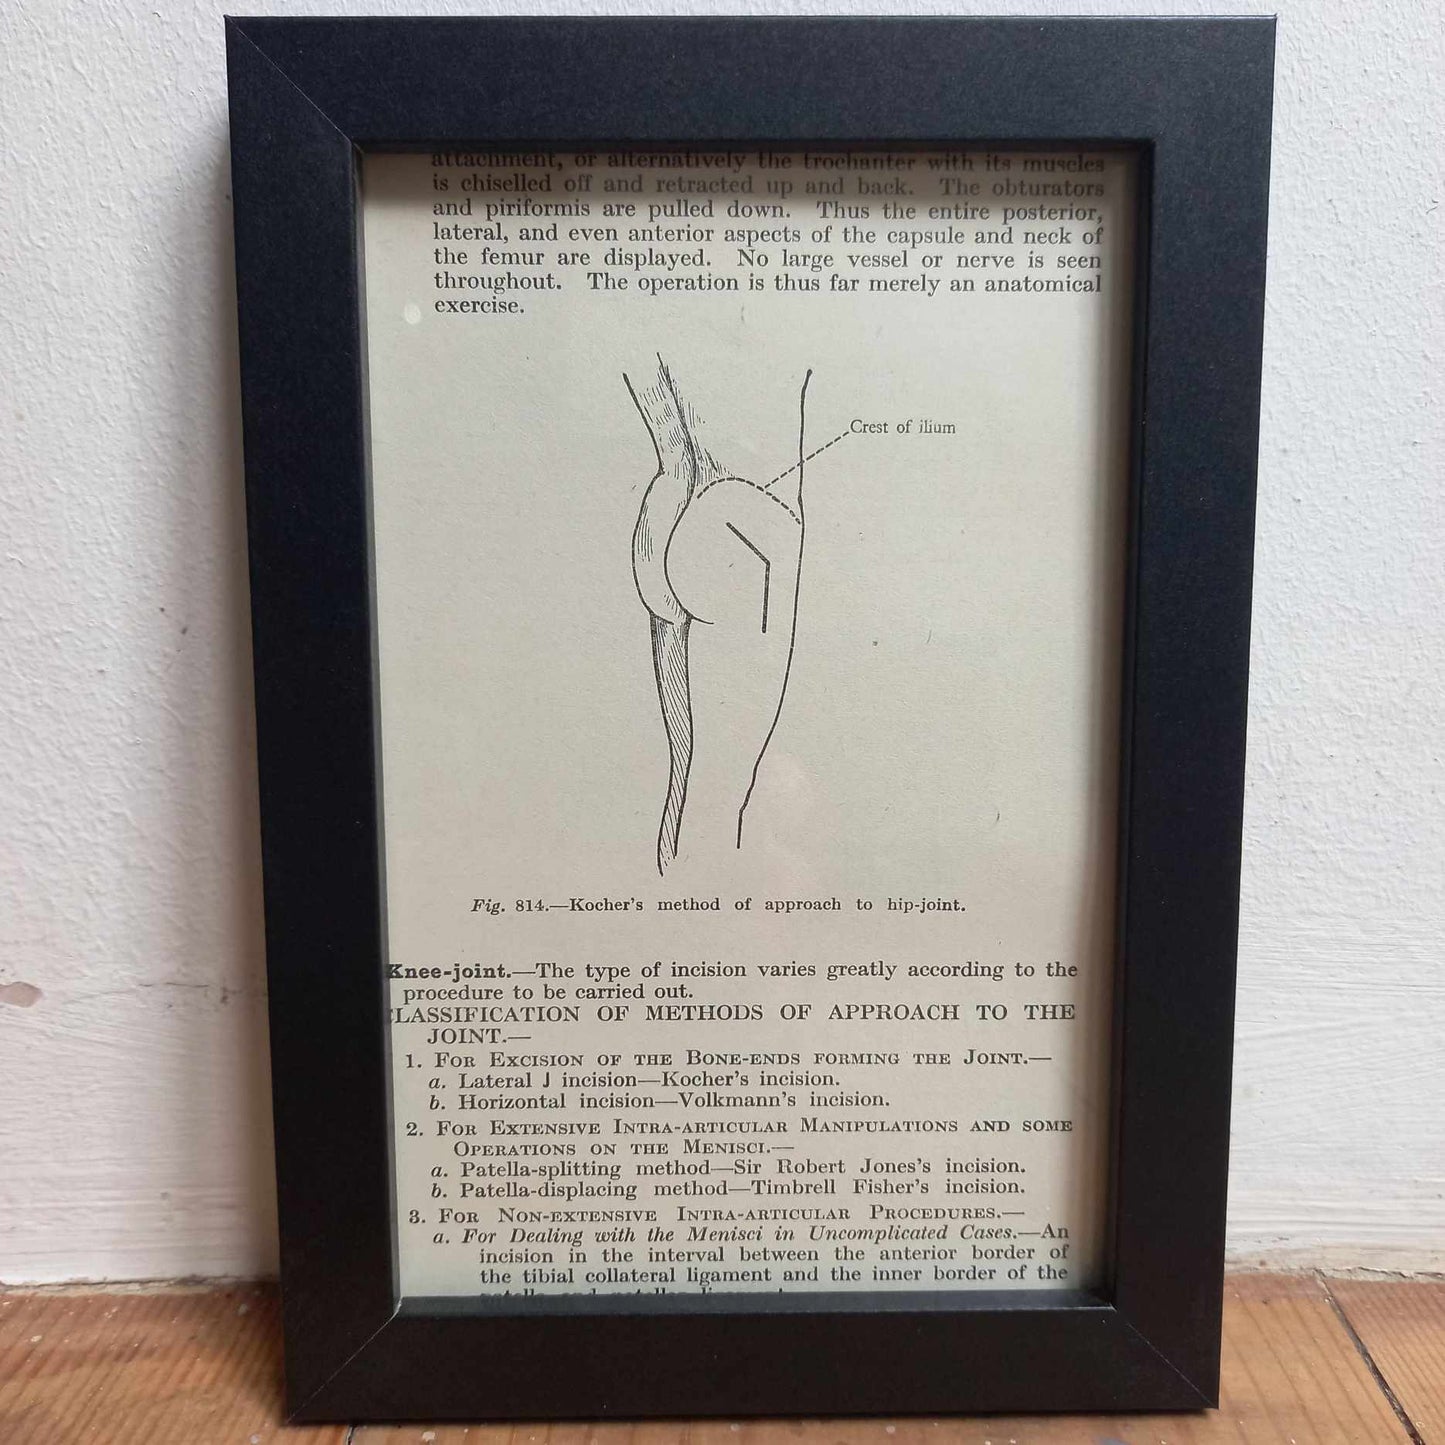 attachment, or alternatively the trochanter with its muscles
is chiselled off and retracted up and back. The obturators
and piriformis are pulled down. Thus the entire posterior,
lateral, and even anterior aspects of the capsule and neck of
the femur are displayed. No large vessel or nerve is seen
throughout. The operation is thus far merely an anatomical
exercise.
Crest of ilium
Fig. 814.—Kocher's method of approach to hip-joint.
Knee-joint.—The type of incision varies greatly according to the
procedure to be carried out.
CLASSIFICATION OF METHODS OF APPROACH TO THE
JOINT.—
1. FOR EXCISION OF THE BONE-ENDS FORMING THE JOINT.—
a. Lateral J incision—Kocher's incision.
b. Horizontal incision—Volkmann's incision.
2. FOR EXTENSIVE INTRA-ARTICULAR MANIPULATIONS AND SOME
OPERATIONS ON THE MENISCI.—
a. Patella-splitting method—Sir Robert Jones's incision.
b. Patella-displacing method—Timbrell Fisher's incision.
3. FOR NON-EXTENSIVE INTRA-ARTICULAR PROCEDURES.—
a. For Dealing with the Menisci in Uncomplicated Cases.—An
incision in the interval between the anterior border of
the tibial collateral ligament and the inner border of the